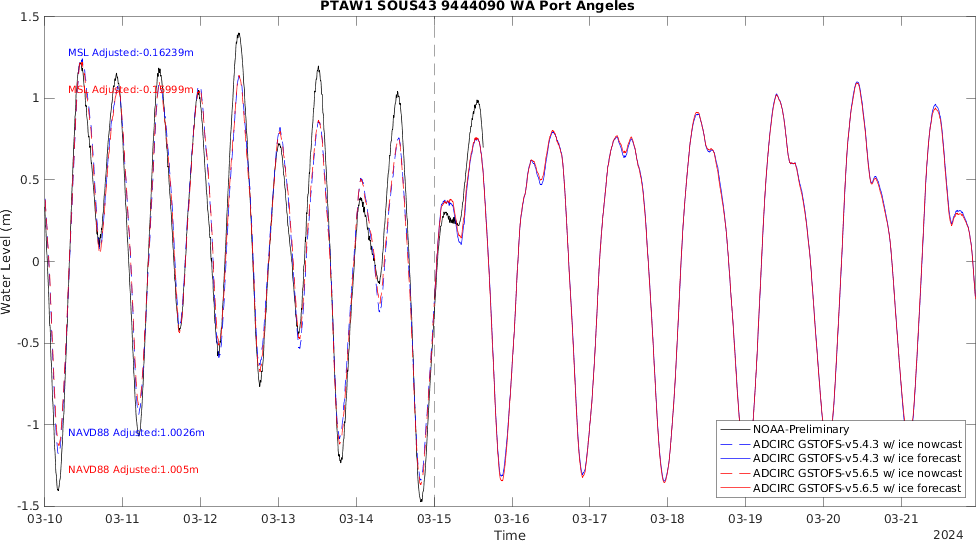 PTAW1 SOUS43 9444090 WA Port Angeles
1.5
1
0.5
0
-0.5
-1
-1.5
Water Level (m)
MSL Adjusted:-0.16239m
MSL Adjusted:-0.15999m
NAVD88 Adjusted:1.0026m
NAVD88 Adjusted:1.005m
NOAA-Preliminary
ADCIRC GSTOFS-v5.4.3 w/ ice nowcast
ADCIRC GSTOFS-v5.4.3 w/ ice forecast
ADCIRC GSTOFS-v5.6.5 w/ ice nowcast
ADCIRC GSTOFS-v5.6.5 w/ ice forecast
03-10 03-11 03-12 03-13 03-14 03-15 03-16 03-17 03-18 03-19 03-20 03-21
Time
2024